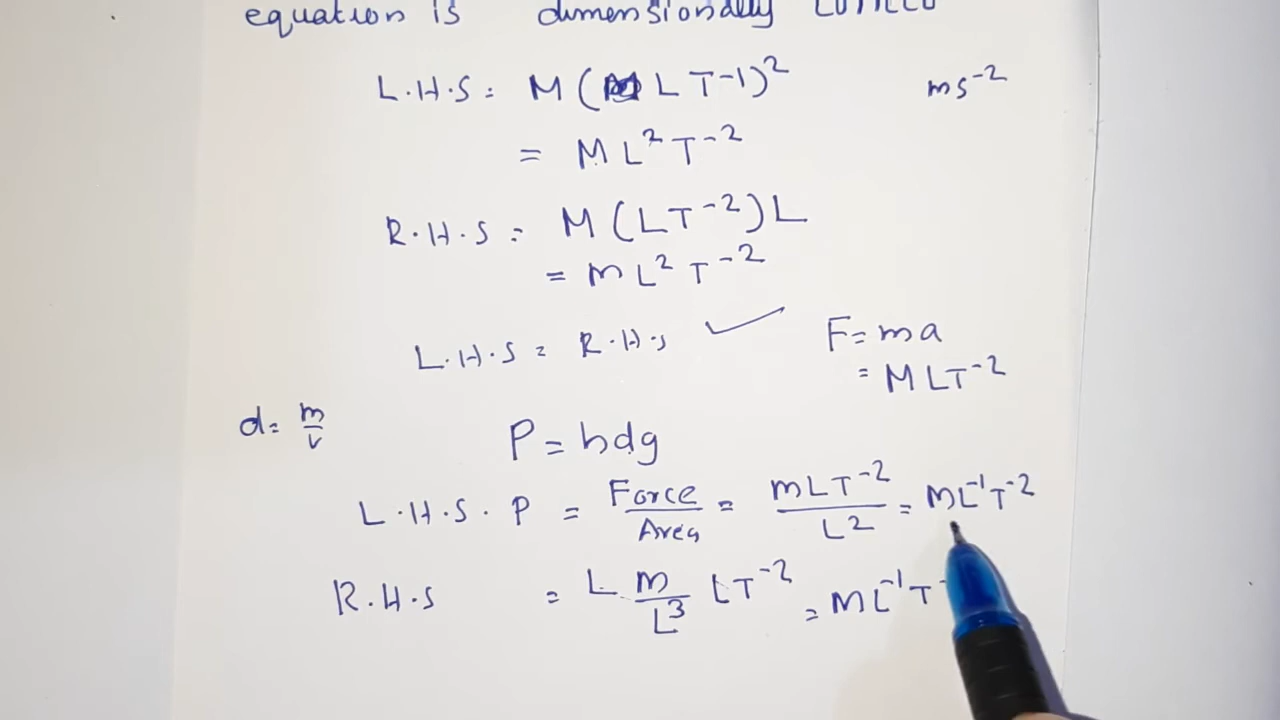 equation is dimensionally
L.H.S = M ( L T-1)² ms⁻²
= ML²T⁻²
R.H.S = M (LT⁻²)L
= mL²T⁻²
L.H.S = R.H.S ✓ F=ma
= MLT⁻²
d= m/v P=hdg
L.H.S. P = Force/Area = mLT⁻²/L² = mL⁻¹T⁻²
R.H.S = L m/L³ LT⁻² = mL⁻¹T⁻